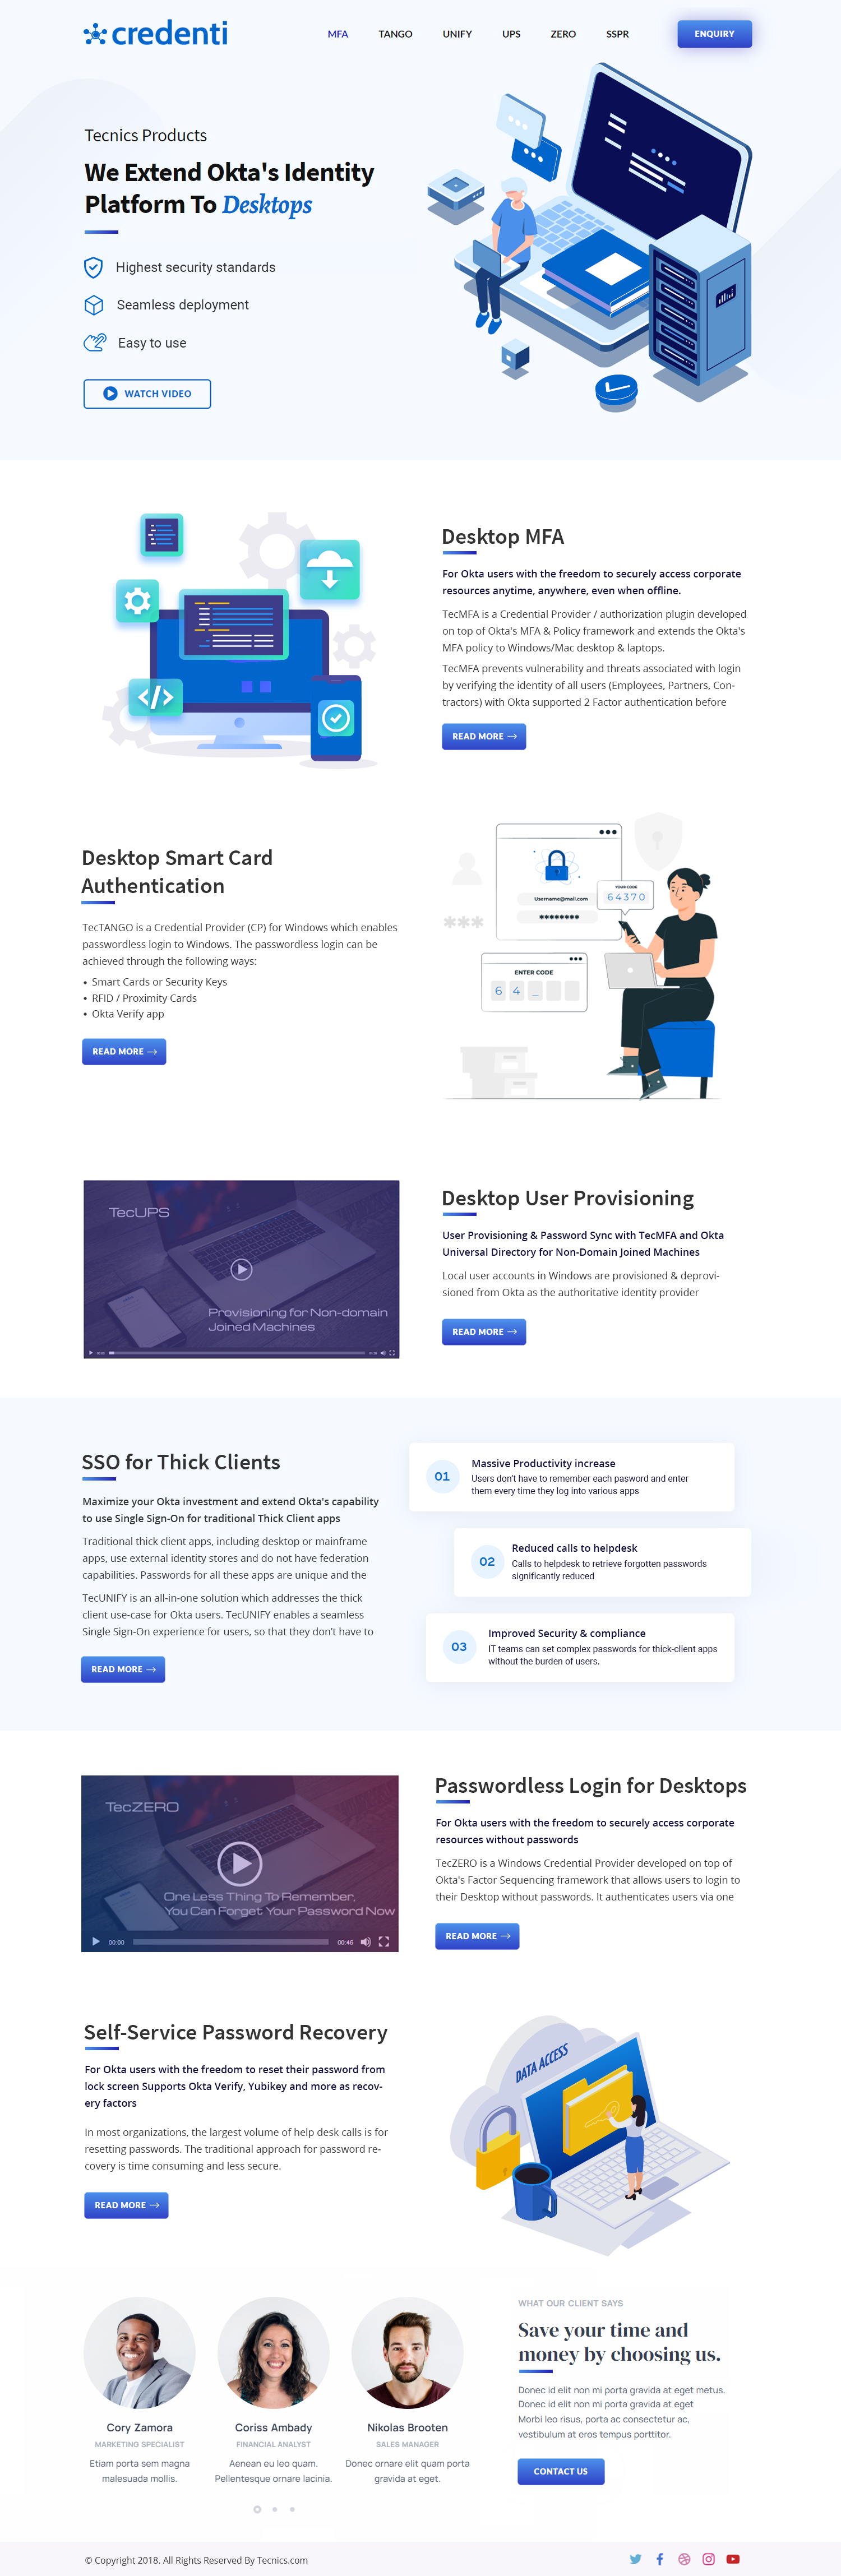 credenti
MFA TANGO UNIFY UPS ZERO SSPR ENQUIRY
Tecnics Products
We Extend Okta's Identity
Platform To Desktops
Highest security standards
Seamless deployment
Easy to use
WATCH VIDEO
Desktop MFA
For Okta users with the freedom to securely access corporate
resources anytime, anywhere, even when offline.
TecMFA is a Credential Provider / authorization plugin developed
on top of Okta's MFA & Policy framework and extends the Okta's
MFA policy to Windows/Mac desktop & laptops.
TecMFA prevents vulnerability and threats associated with login
by verifying the identity of all users (Employees, Partners, Con-
tractors) with Okta supported 2 Factor authentication before
READ MORE
Desktop Smart Card
Authentication
TecTANGO is a Credential Provider (CP) for Windows which enables
passwordless login to Windows. The passwordless login can be
achieved through the following ways:
• Smart Cards or Security Keys
• RFID / Proximity Cards
• Okta Verify app
READ MORE
Username@mail.com
********
YOUR CODE
64370
***
ENTER CODE
6 4 _
TecUPS
Provisioning for Non-domain
Joined Machines
Desktop User Provisioning
User Provisioning & Password Sync with TecMFA and Okta
Universal Directory for Non-Domain Joined Machines
Local user accounts in Windows are provisioned & deprovi-
sioned from Okta as the authoritative identity provider
READ MORE
SSO for Thick Clients
Maximize your Okta investment and extend Okta's capability
to use Single Sign-On for traditional Thick Client apps
Traditional thick client apps, including desktop or mainframe
apps, use external identity stores and do not have federation
capabilities. Passwords for all these apps are unique and the
TecUNIFY is an all-in-one solution which addresses the thick
client use-case for Okta users. TecUNIFY enables a seamless
Single Sign-On experience for users, so that they don't have to
READ MORE
01
Massive Productivity increase
Users don't have to remember each pasword and enter
them every time they log into various apps
02
Reduced calls to helpdesk
Calls to helpdesk to retrieve forgotten passwords
significantly reduced
03
Improved Security & compliance
IT teams can set complex passwords for thick-client apps
without the burden of users.
TecZERO
One Less Thing To Remember,
You Can Forget Your Password Now
00:00 00:46
Passwordless Login for Desktops
For Okta users with the freedom to securely access corporate
resources without passwords
TecZERO is a Windows Credential Provider developed on top of
Okta's Factor Sequencing framework that allows users to login to
their Desktop without passwords. It authenticates users via one
READ MORE
Self-Service Password Recovery
For Okta users with the freedom to reset their password from
lock screen Supports Okta Verify, Yubikey and more as recov-
ery factors
In most organizations, the largest volume of help desk calls is for
resetting passwords. The traditional approach for password re-
covery is time consuming and less secure.
READ MORE
DATA ACCESS
Cory Zamora
MARKETING SPECIALIST
Etiam porta sem magna
malesuada mollis.
Coriss Ambady
FINANCIAL ANALYST
Aenean eu leo quam.
Pellentesque ornare lacinia.
Nikolas Brooten
SALES MANAGER
Donec ornare elit quam porta
gravida at eget.
WHAT OUR CLIENT SAYS
Save your time and
money by choosing us.
Donec id elit non mi porta gravida at eget metus.
Donec id elit non mi porta gravida at eget
Morbi leo risus, porta ac consectetur ac,
vestibulum at eros tempus porttitor.
CONTACT US
© Copyright 2018. All Rights Reserved By Tecnics.com